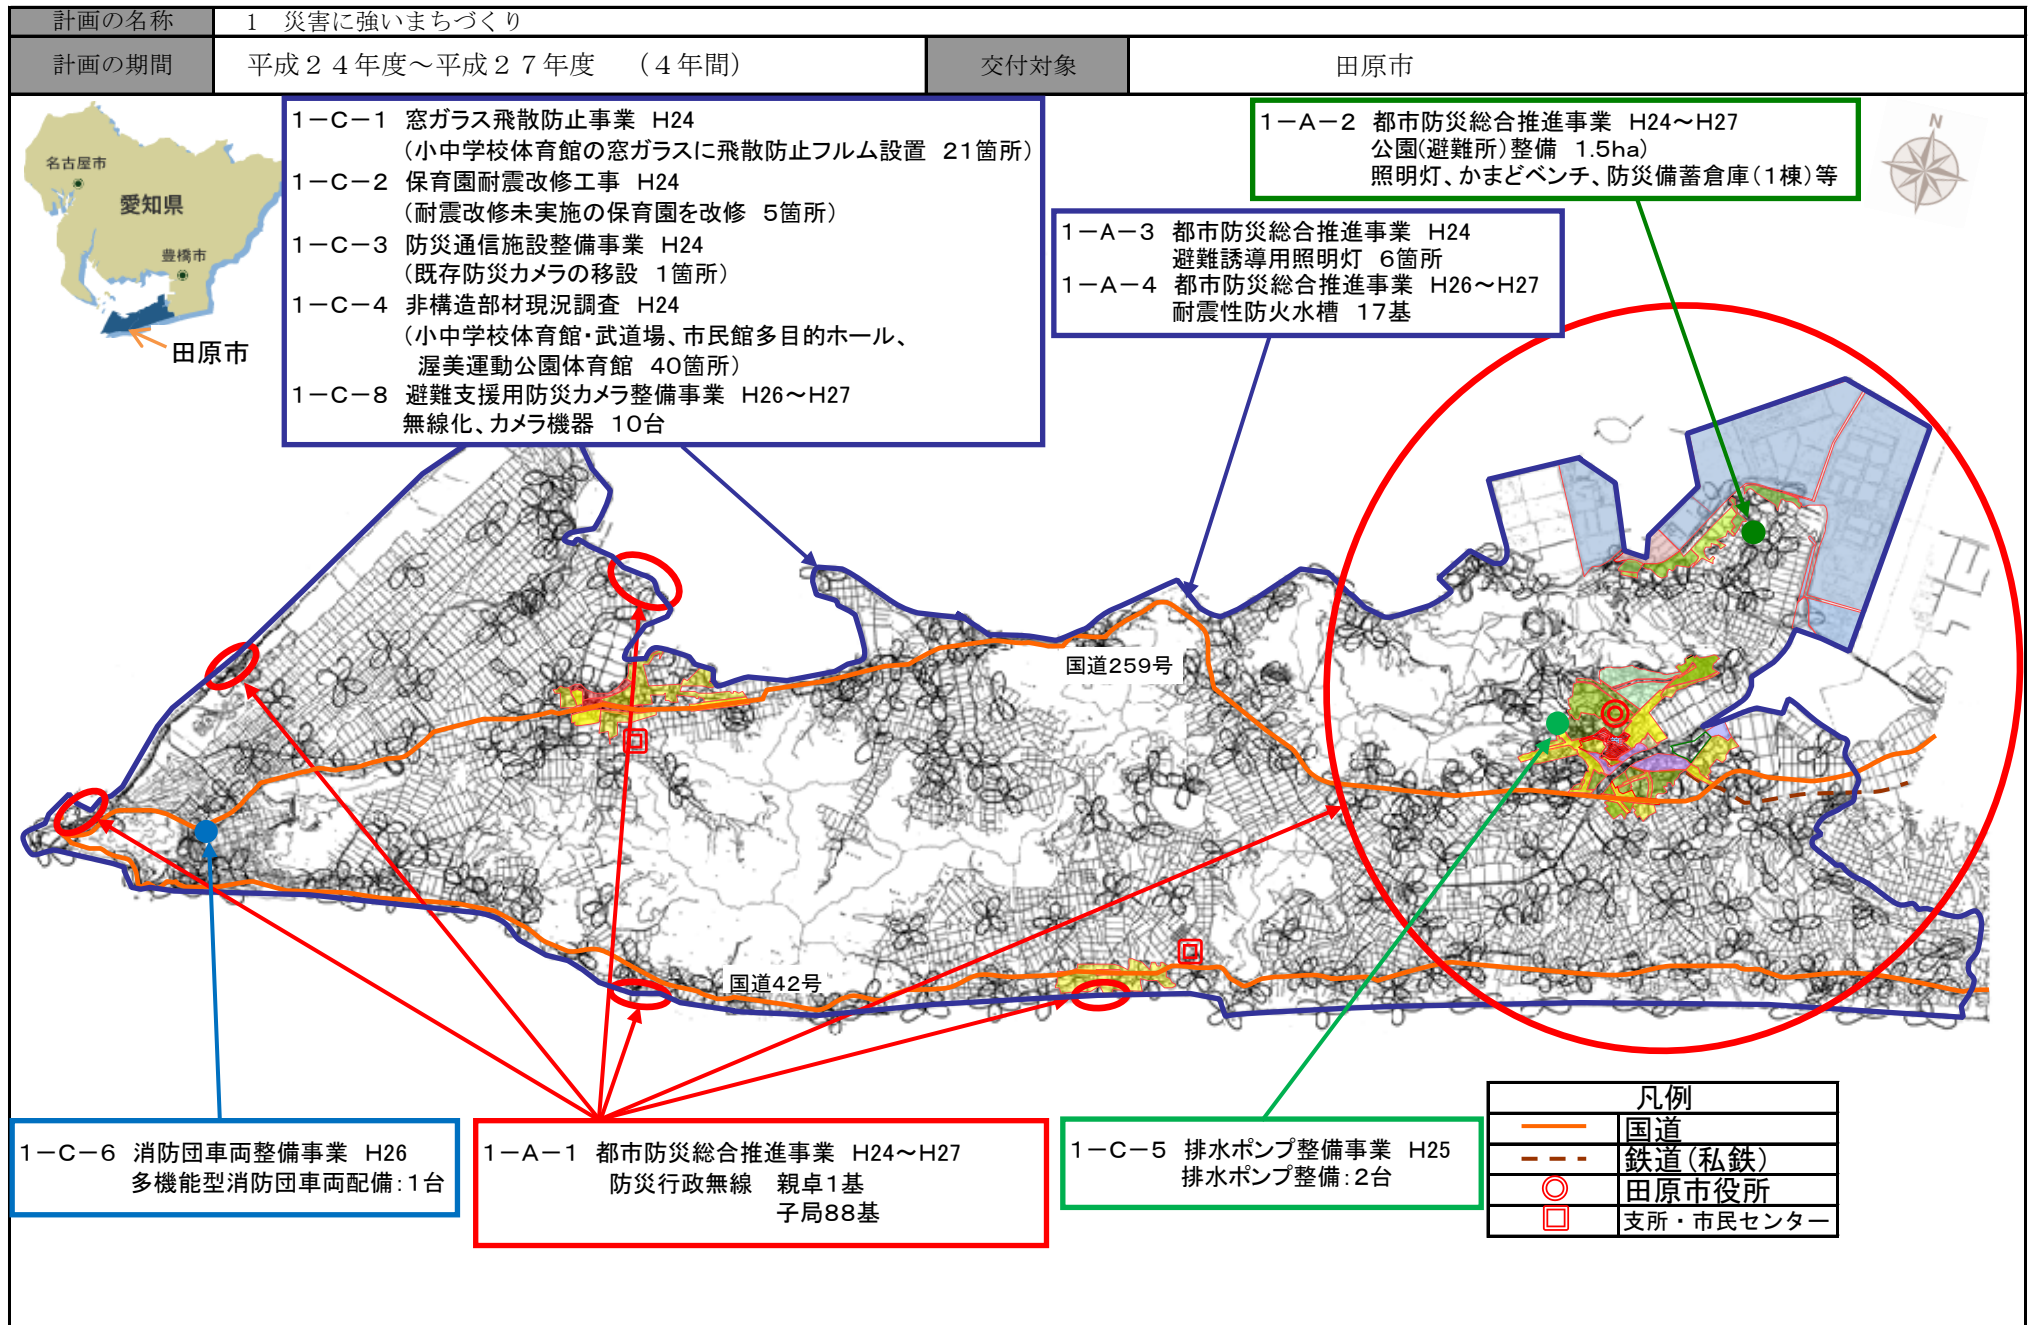 計画の名称
1 災害に強いまちづくり
計画の期間
平成２４年度～平成２７年度 （４年間）
交付対象
田原市
名古屋市
愛知県
豊橋市
田原市
1－C－1 窓ガラス飛散防止事業 H24
（小中学校体育館の窓ガラスに飛散防止フルム設置 21箇所）
1－C－2 保育園耐震改修工事 H24
（耐震改修未実施の保育園を改修 5箇所）
1－C－3 防災通信施設整備事業 H24
（既存防災カメラの移設 1箇所）
1－C－4 非構造部材現況調査 H24
（小中学校体育館・武道場、市民館多目的ホール、
渥美運動公園体育館 40箇所）
1－C－8 避難支援用防災カメラ整備事業 H26～H27
無線化、カメラ機器 10台
1－A－2 都市防災総合推進事業 H24～H27
公園(避難所)整備 1.5ha）
照明灯、かまどベンチ、防災備蓄倉庫（1棟）等
N
1－A－3 都市防災総合推進事業 H24
避難誘導用照明灯 6箇所
1－A－4 都市防災総合推進事業 H26～H27
耐震性防火水槽 17基
国道259号
国道42号
1－C－6 消防団車両整備事業 H26
多機能型消防団車両配備：1台
1－A－1 都市防災総合推進事業 H24～H27
防災行政無線 親卓1基
子局88基
1－C－5 排水ポンプ整備事業 H25
排水ポンプ整備：2台
凡例
国道
鉄道（私鉄）
田原市役所
支所・市民センター